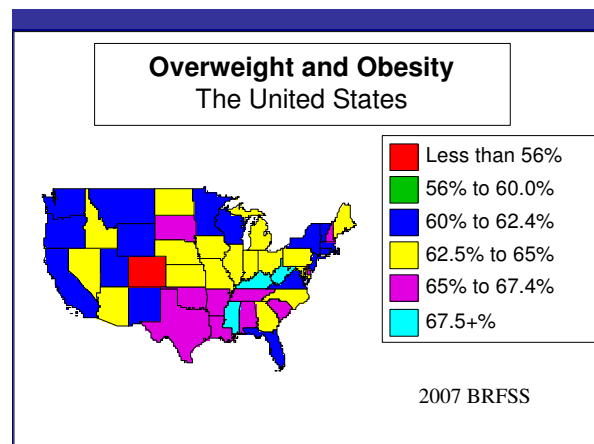 Overweight and Obesity
The United States
Less than 56%
56% to 60.0%
60% to 62.4%
62.5% to 65%
65% to 67.4%
67.5+%
2007 BRFSS